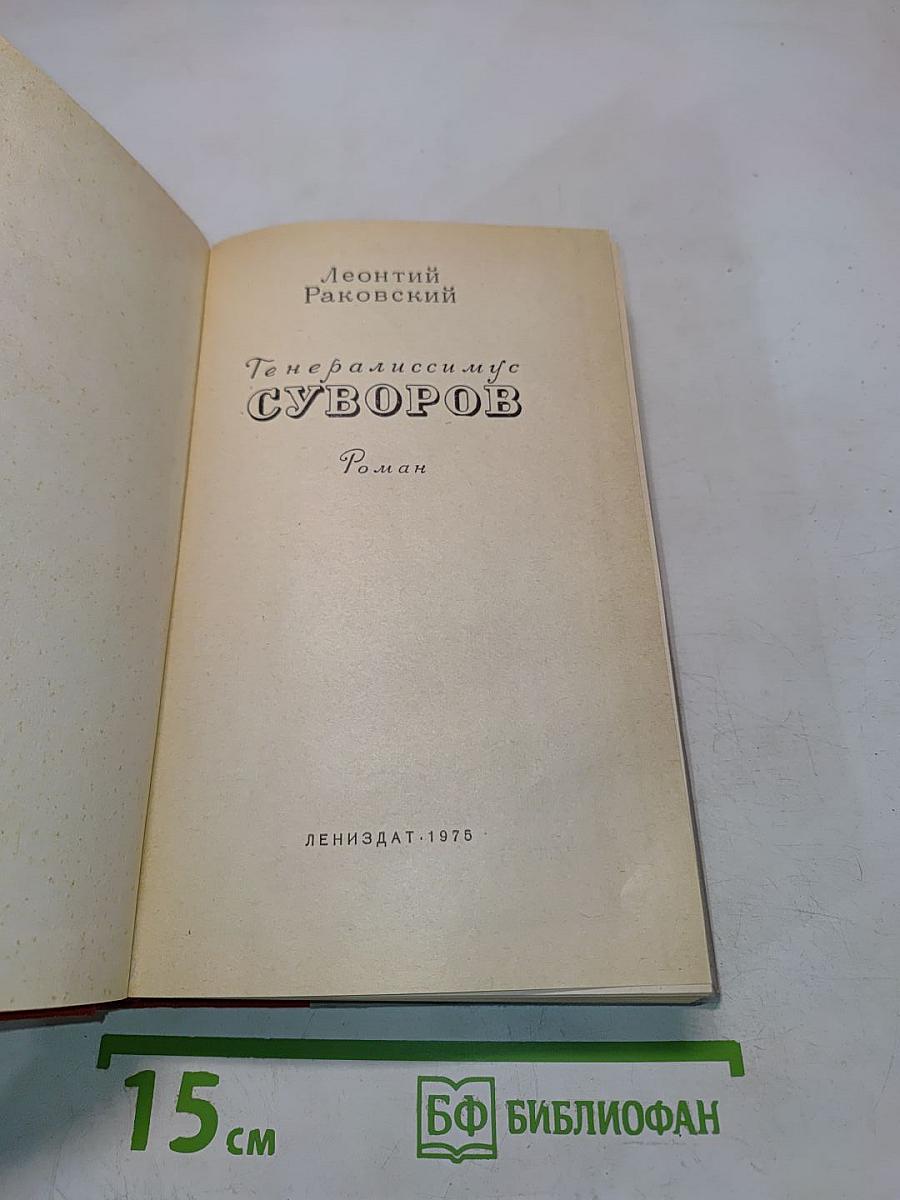 Леонтий
Раковский
Генералиссимус
СУВОРОВ
Роман
ЛЕНИЗДАТ·1975
15 см
БФ БИБЛИОФАН